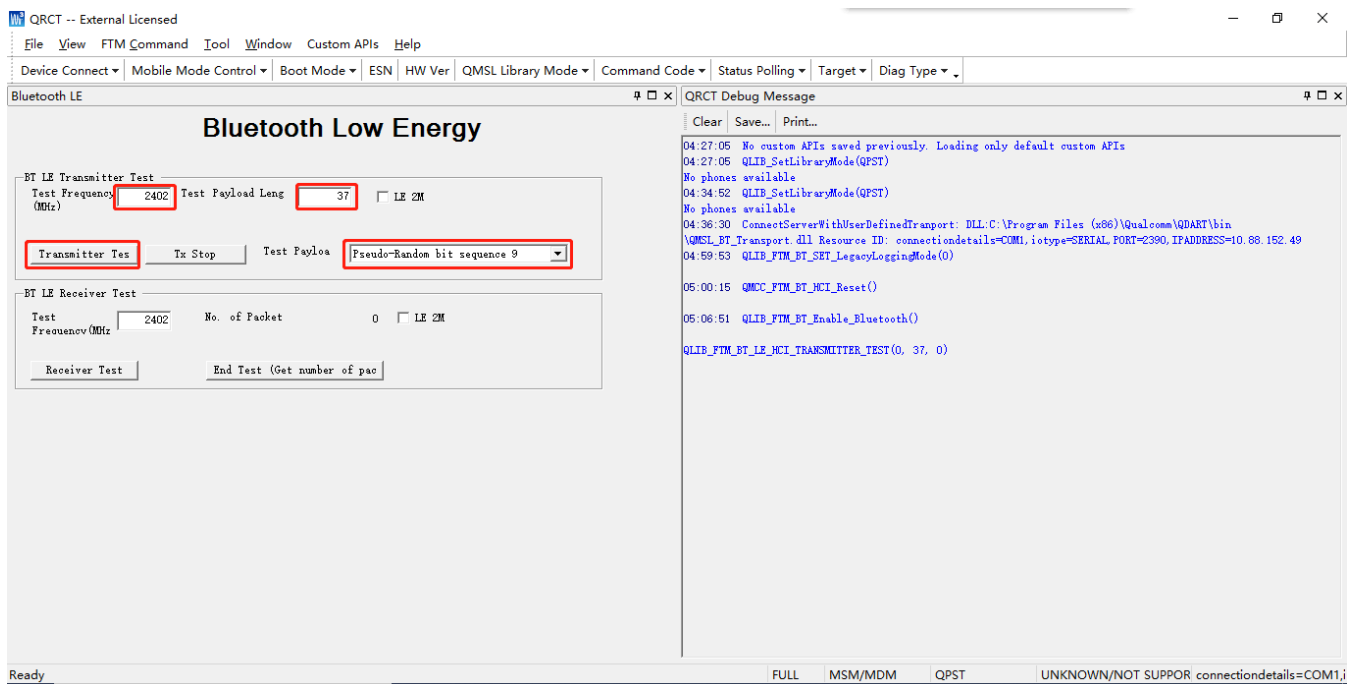 QRCT -- External Licensed
File View FTM Command Tool Window Custom APIs Help
Device Connect Mobile Mode Control Boot Mode ESN HW Ver QMSL Library Mode Command Code Status Polling Target Diag Type
Bluetooth LE
Bluetooth Low Energy
BT LE Transmitter Test
Test Frequency (MHz)
2402
Test Payload Leng
37
LE 2M
Transmitter Tes
Tx Stop
Test Payloa
Pseudo-Random bit sequence 9
BT LE Receiver Test
Test
Frequency(MHz
2402
No. of Packet
0
LE 2M
Receiver Test
End Test (Get number of pac
QRCT Debug Message
Clear Save... Print...
04:27:05 No custom APIs saved previously. Loading only default custom APIs
04:27:05 QLIB_SetLibraryMode(QPST)
No phones available
04:34:52 QLIB_SetLibraryMode(QPST)
No phones available
04:36:30 ConnectServerWithUserDefinedTranport: DLL:C:\Program Files (x86)\Qualcomm\QDART\bin
\QMSL_BT_Transport.dll Resource ID: connectiondetails=COM1,iotype=SERIAL,PORT=2390,IPADDRESS=10.88.152.49
04:59:53 QLIB_FTM_BT_SET_LegacyLoggingMode(0)
05:00:15 QMCC_FTM_BT_HCI_Reset()
05:06:51 QLIB_FTM_BT_Enable_Bluetooth()
QLIB_FTM_BT_LE_HCI_TRANSMITTER_TEST(0, 37, 0)
Ready
FULL MSM/MDM QPST UNKNOWN/NOT SUPPOR connectiondetails=COM1,i